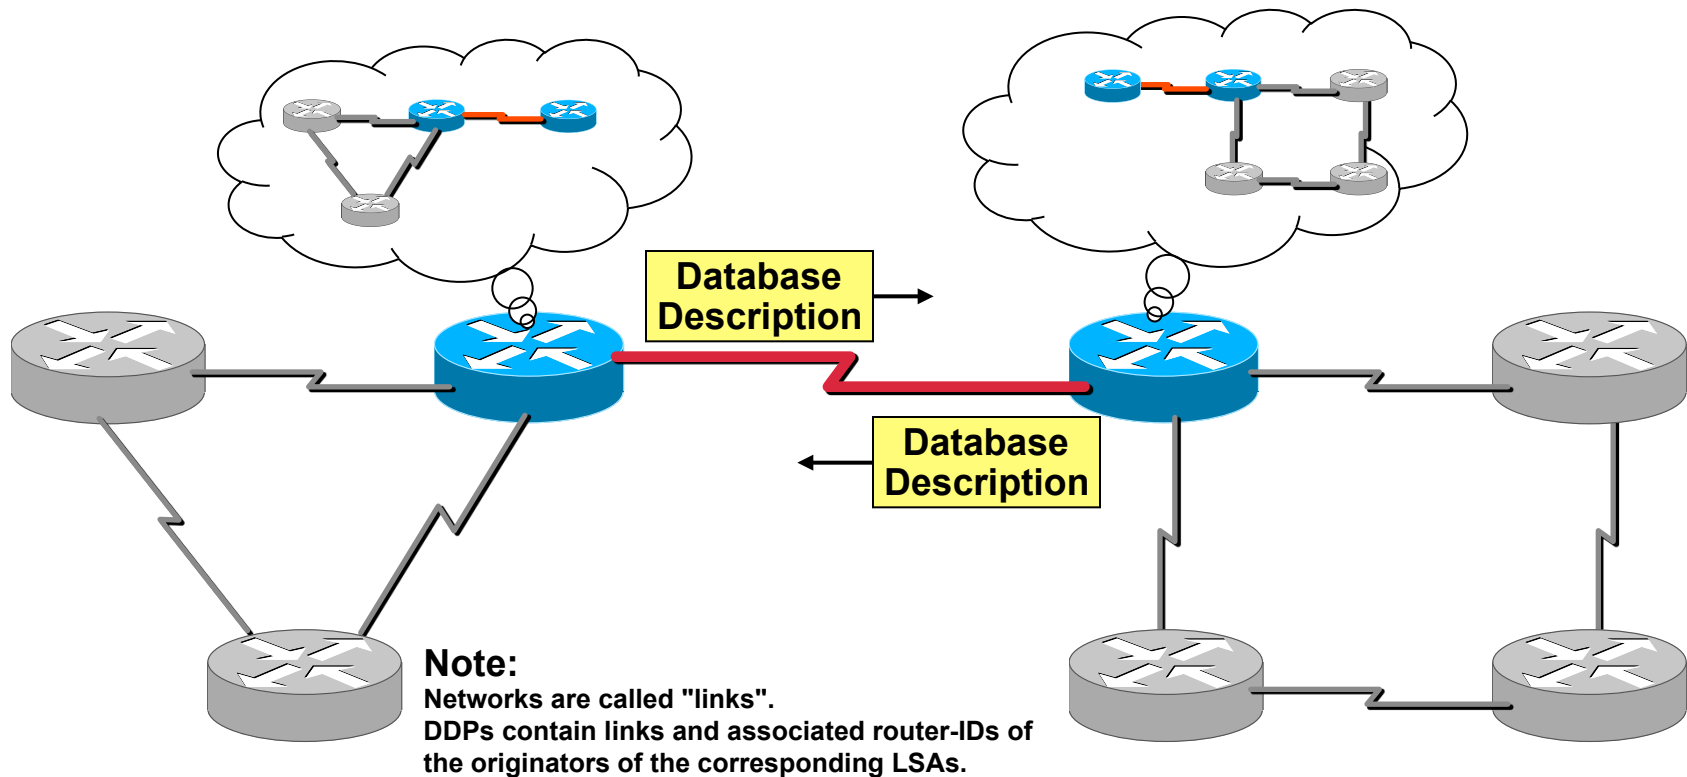 Database
Description
Database
Description
Note:
Networks are called "links".
DDPs contain links and associated router-IDs of
the originators of the corresponding LSAs.